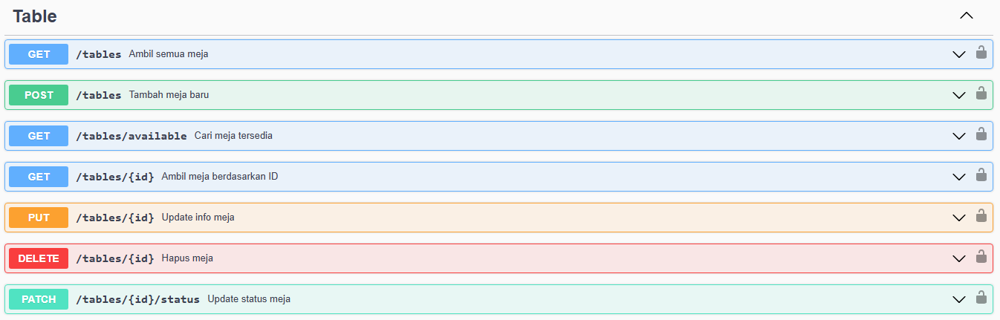 Table
GET /tables Ambil semua meja
POST /tables Tambah meja baru
GET /tables/available Cari meja tersedia
GET /tables/{id} Ambil meja berdasarkan ID
PUT /tables/{id} Update info meja
DELETE /tables/{id} Hapus meja
PATCH /tables/{id}/status Update status meja